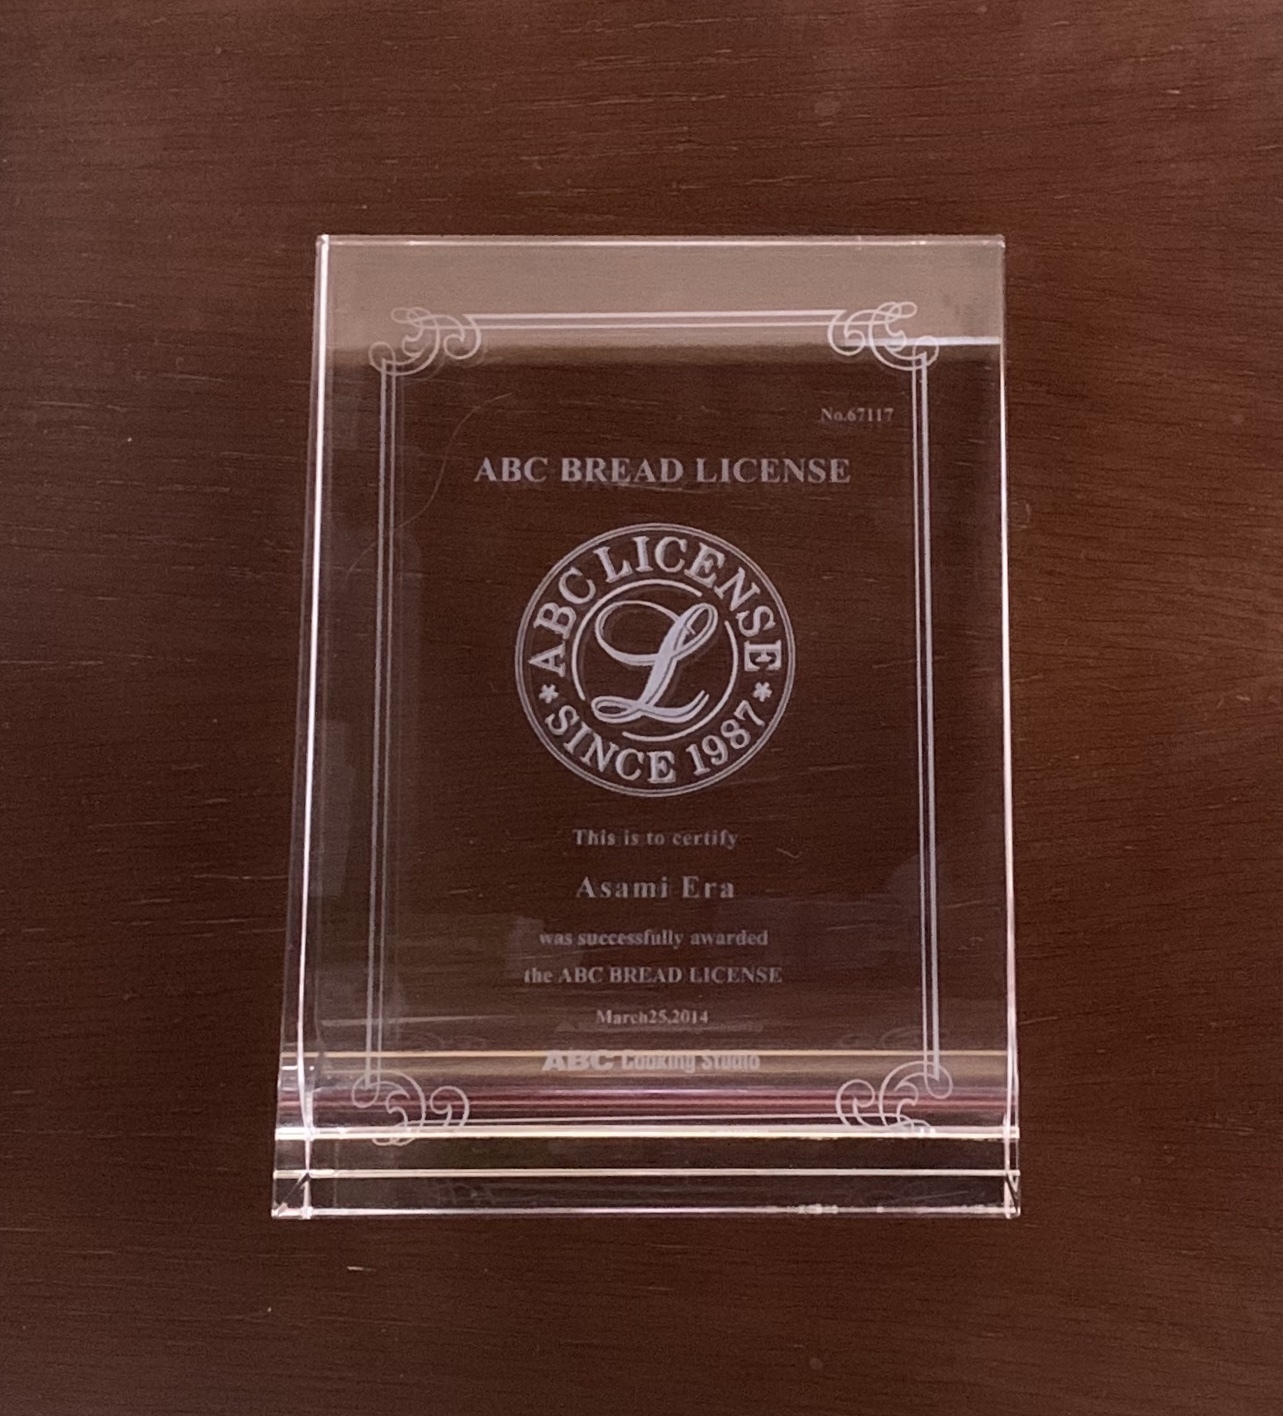 No.67117
ABC BREAD LICENSE
ABC LICENSE
L
* SINCE 1987 *
This is to certify
Asami Era
was successfully awarded
the ABC BREAD LICENSE
March25,2014
ABC Cooking Studio